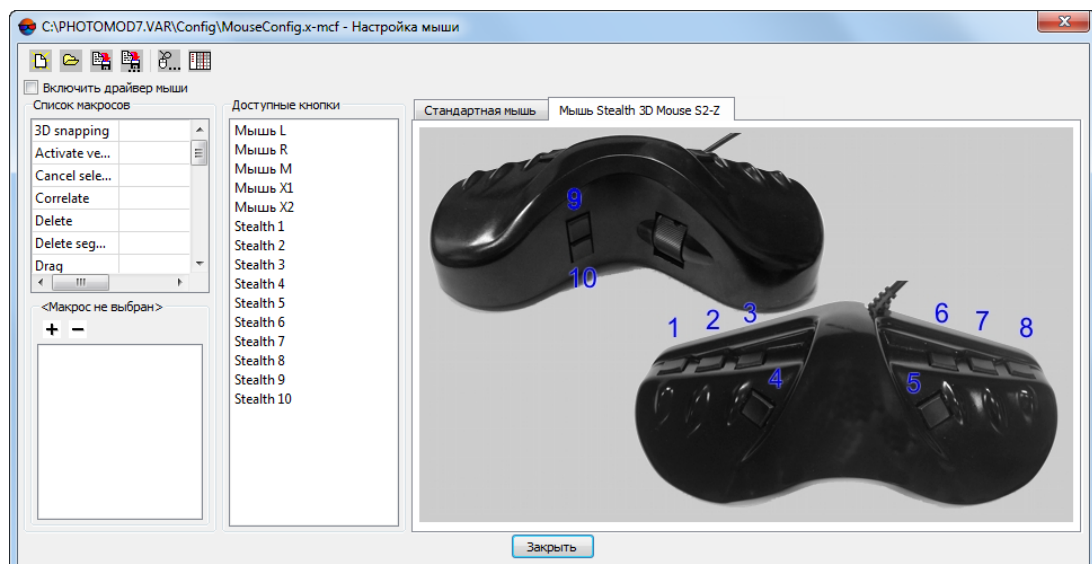 C:\PHOTOMOD7.VAR\Config\MouseConfig.x-mcf - Настройка мыши
Включить драйвер мыши
Список макросов
3D snapping
Activate ve...
Cancel sele...
Correlate
Delete
Delete seg...
Drag
<Макрос не выбран>
Доступные кнопки
Мышь L
Мышь R
Мышь M
Мышь X1
Мышь X2
Stealth 1
Stealth 2
Stealth 3
Stealth 4
Stealth 5
Stealth 6
Stealth 7
Stealth 8
Stealth 9
Stealth 10
Стандартная мышь
Мышь Stealth 3D Mouse S2-Z
9
10
1 2 3 6 7 8
4 5
Закрыть